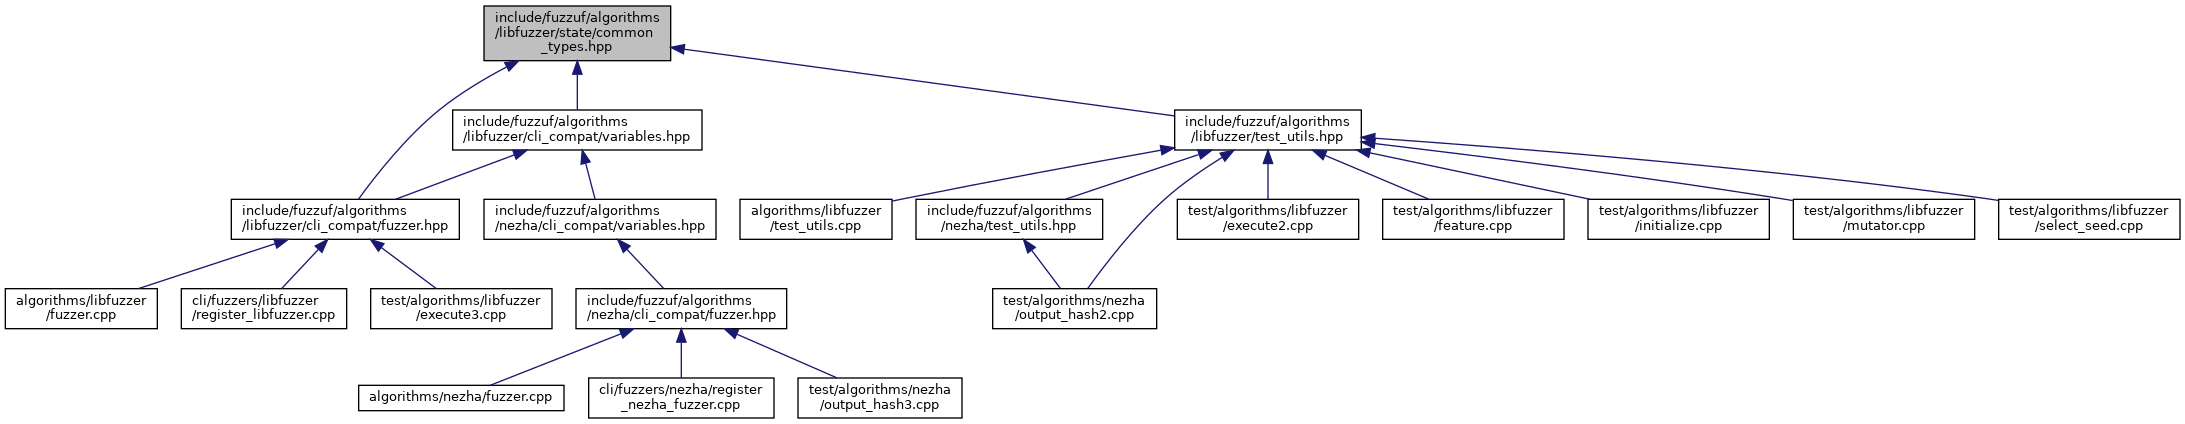 include/fuzzuf/algorithms
/libfuzzer/state/common
_types.hpp
include/fuzzuf/algorithms
/libfuzzer/cli_compat/variables.hpp
include/fuzzuf/algorithms
/libfuzzer/test_utils.hpp
include/fuzzuf/algorithms
/libfuzzer/cli_compat/fuzzer.hpp
include/fuzzuf/algorithms
/nezha/cli_compat/variables.hpp
algorithms/libfuzzer
/test_utils.cpp
include/fuzzuf/algorithms
/nezha/test_utils.hpp
test/algorithms/libfuzzer
/execute2.cpp
test/algorithms/libfuzzer
/feature.cpp
test/algorithms/libfuzzer
/initialize.cpp
test/algorithms/libfuzzer
/mutator.cpp
test/algorithms/libfuzzer
/select_seed.cpp
algorithms/libfuzzer
/fuzzer.cpp
cli/fuzzers/libfuzzer
/register_libfuzzer.cpp
test/algorithms/libfuzzer
/execute3.cpp
include/fuzzuf/algorithms
/nezha/cli_compat/fuzzer.hpp
test/algorithms/nezha
/output_hash2.cpp
algorithms/nezha/fuzzer.cpp
cli/fuzzers/nezha/register
_nezha_fuzzer.cpp
test/algorithms/nezha
/output_hash3.cpp